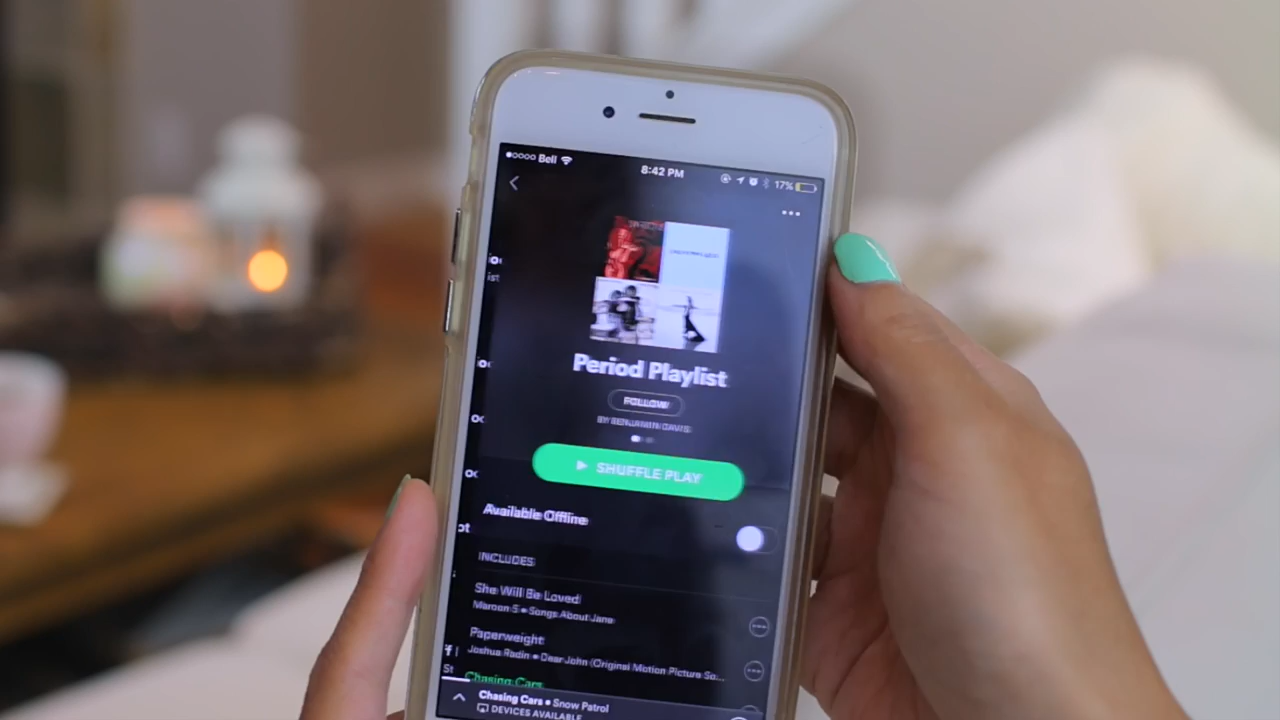 Bell
8:42 PM
17%
Period Playlist
FOLLOW
BY BENJAMIN DAVIS
SHUFFLE PLAY
Available Offline
INCLUDES
She Will Be Loved
Maroon 5 • Songs About Jane
Paperweight
Joshua Radin • Dear John (Original Motion Picture So...
Chasing Cars
Chasing Cars • Snow Patrol
DEVICES AVAILABLE